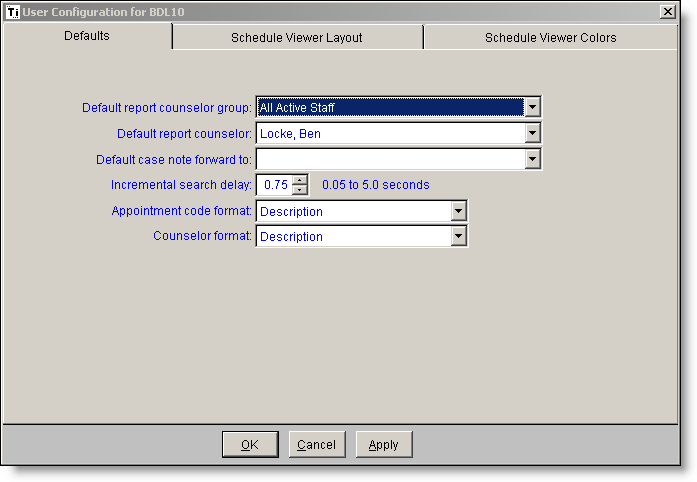 Ti User Configuration for BDL10
Defaults Schedule Viewer Layout Schedule Viewer Colors
Default report counselor group: All Active Staff
Default report counselor: Locke, Ben
Default case note forward to:
Incremental search delay: 0.75 0.05 to 5.0 seconds
Appointment code format: Description
Counselor format: Description
OK Cancel Apply